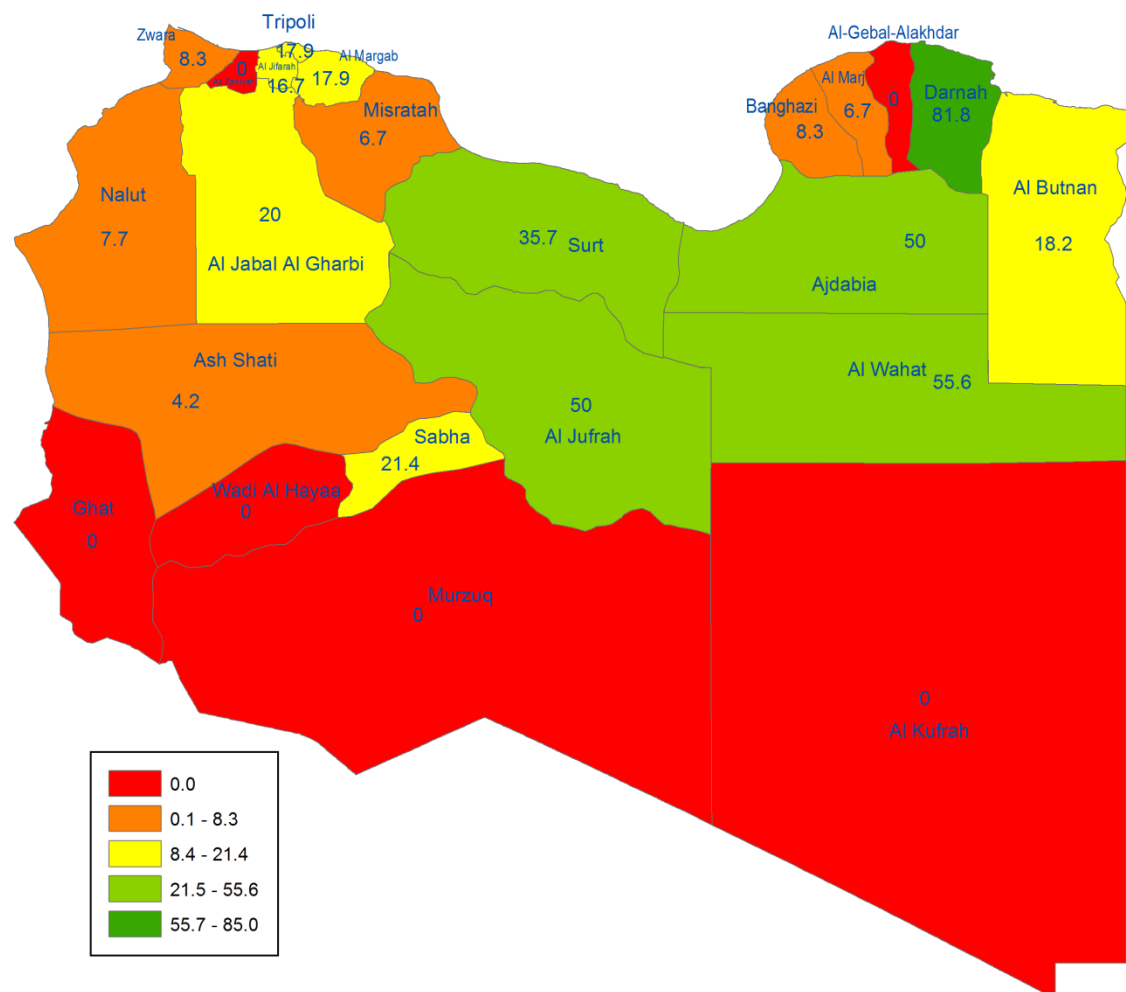 Tripoli
Zwara
8.3
0
Az Zawiyah
17.9
Al Jifarah
16.7
Al Margab
17.9
Misratah
6.7
Al-Gebal-Alakhdar
0
Banghazi
8.3
Al Marj
6.7
Darnah
81.8
Al Butnan
18.2
Nalut
7.7
20
Al Jabal Al Gharbi
35.7
Surt
50
Ajdabia
Ash Shati
4.2
Al Wahat
55.6
50
Al Jufrah
Sabha
21.4
Wadi Al Hayaa
0
Ghat
0
Murzuq
0
0
Al Kufrah
0.0
0.1 - 8.3
8.4 - 21.4
21.5 - 55.6
55.7 - 85.0